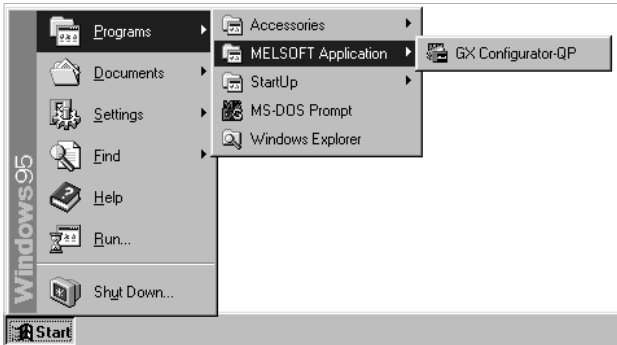 Programs
Documents
Settings
Find
Help
Run...
Shut Down...
Windows95
Start
Accessories
MELSOFT Application
StartUp
MS-DOS Prompt
Windows Explorer
GX Configurator-QP